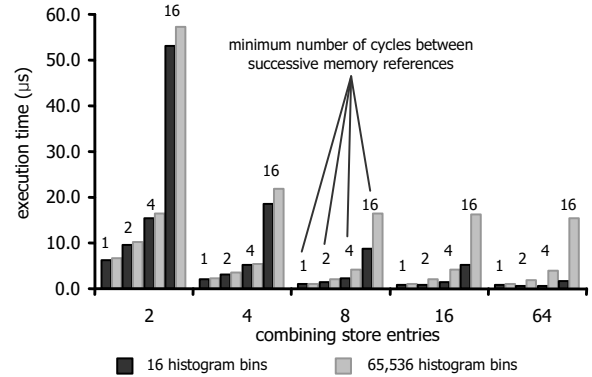 60.0
50.0
40.0
30.0
20.0
10.0
0.0
execution time (μs)
minimum number of cycles between
successive memory references
1 2 4 16
1 2 4 16
1 2 4 16
1 2 4 16
1 2 4 16
2 4 8 16 64
combining store entries
16 histogram bins 65,536 histogram bins